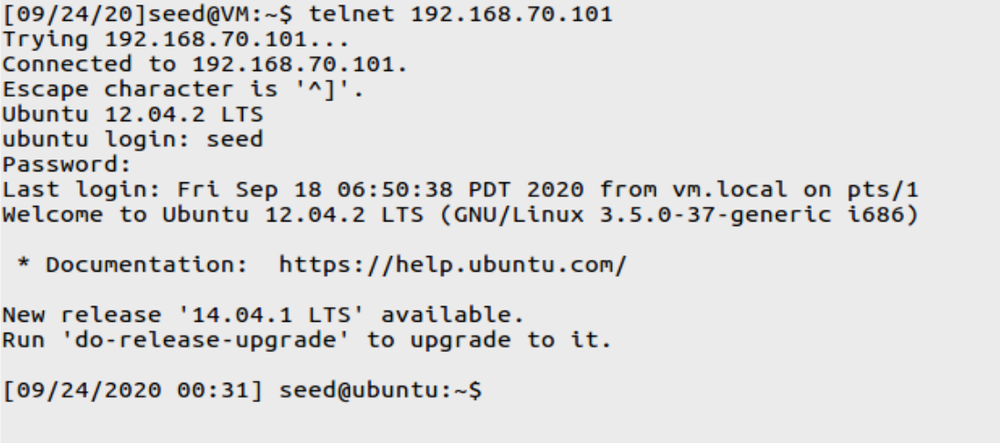 [09/24/20]seed@VM:~$ telnet 192.168.70.101
Trying 192.168.70.101...
Connected to 192.168.70.101.
Escape character is '^]'.
Ubuntu 12.04.2 LTS
ubuntu login: seed
Password:
Last login: Fri Sep 18 06:50:38 PDT 2020 from vm.local on pts/1
Welcome to Ubuntu 12.04.2 LTS (GNU/Linux 3.5.0-37-generic i686)
 * Documentation:  https://help.ubuntu.com/
New release '14.04.1 LTS' available.
Run 'do-release-upgrade' to upgrade to it.
[09/24/2020 00:31] seed@ubuntu:~$